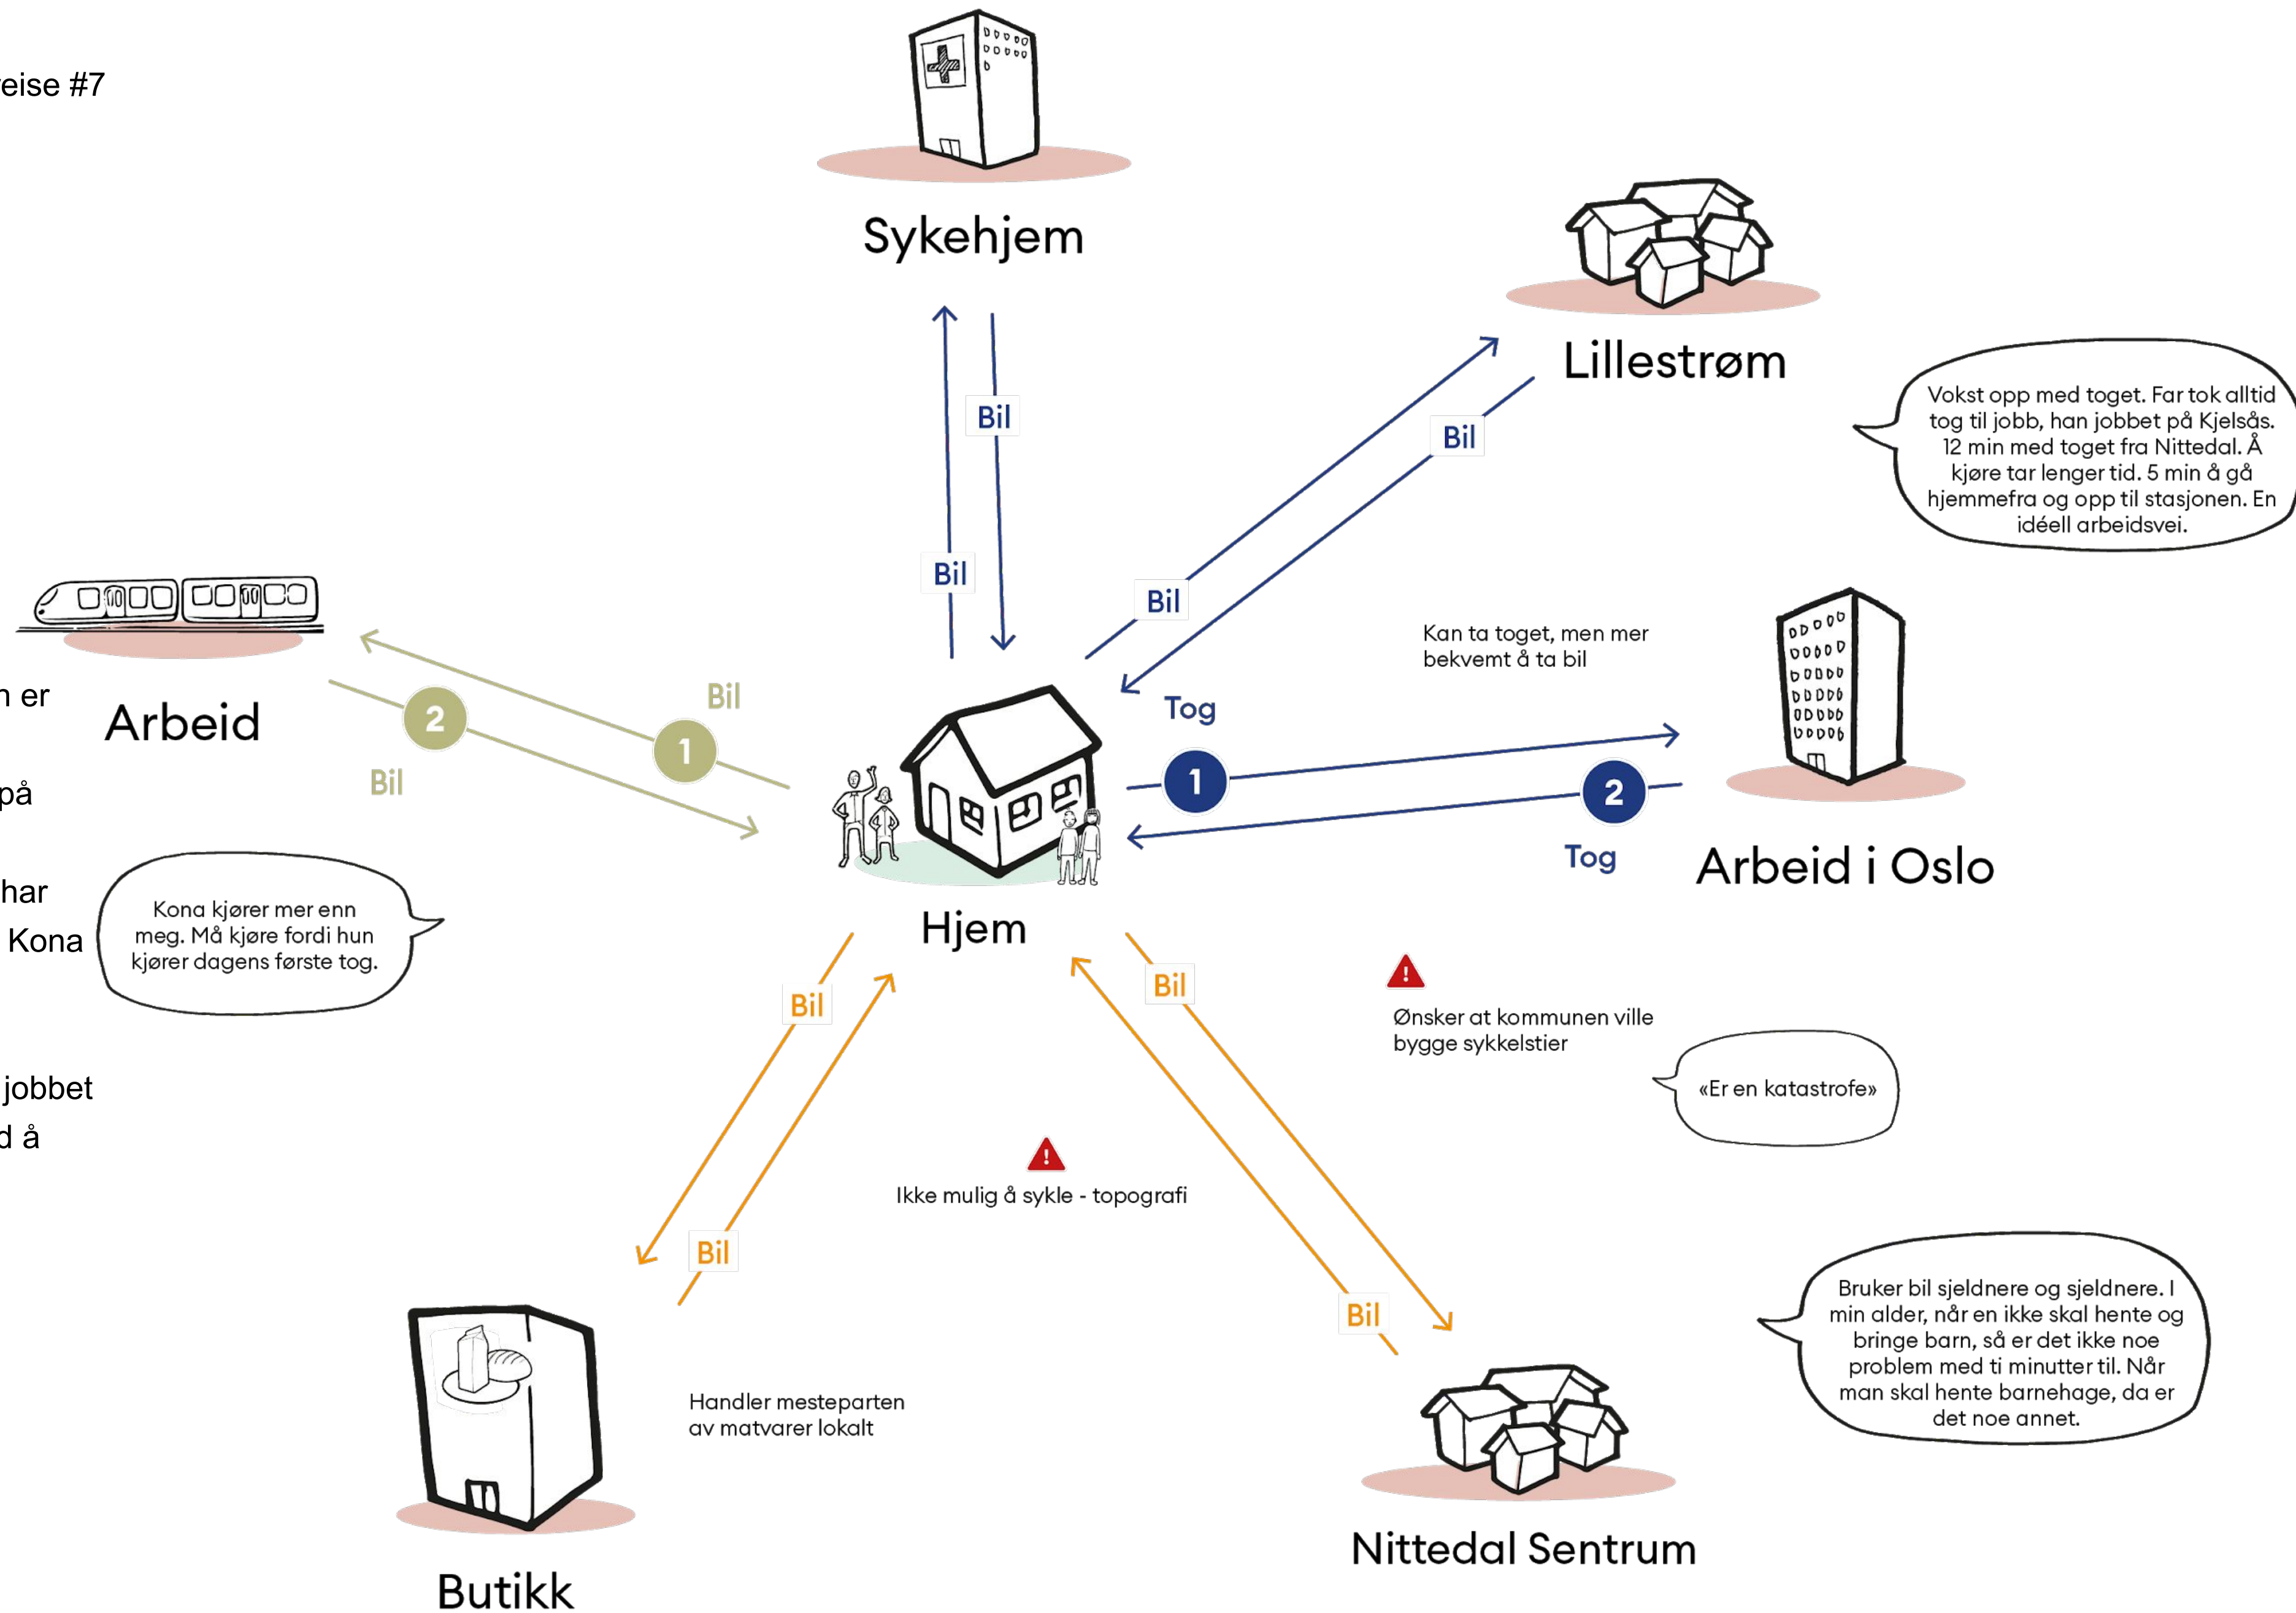 eise #7
Sykehjem
Lillestrøm
Vokst opp med toget. Far tok alltid
tog til jobb, han jobbet på Kjelsås.
12 min med toget fra Nittedal. Å
kjøre tar lenger tid. 5 min å gå
hjemmefra og opp til stasjonen. En
idéell arbeidsvei.
Bil
Bil
Bil
Bil
Kan ta toget, men mer
bekvemt å ta bil
n er
Arbeid
2
Bil
1
Bil
Tog
1
2
Tog
Arbeid i Oslo
på
har
Kona
jobbet
d å
Kona kjører mer enn
meg. Må kjøre fordi hun
kjører dagens første tog.
Hjem
Bil
Bil
Bil
Bil
Ønsker at kommunen ville
bygge sykkelstier
«Er en katastrofe»
Ikke mulig å sykle - topografi
Bruker bil sjeldnere og sjeldnere. I
min alder, når en ikke skal hente og
bringe barn, så er det ikke noe
problem med ti minutter til. Når
man skal hente barnehage, da er
det noe annet.
Handler mesteparten
av matvarer lokalt
Nittedal Sentrum
Butikk